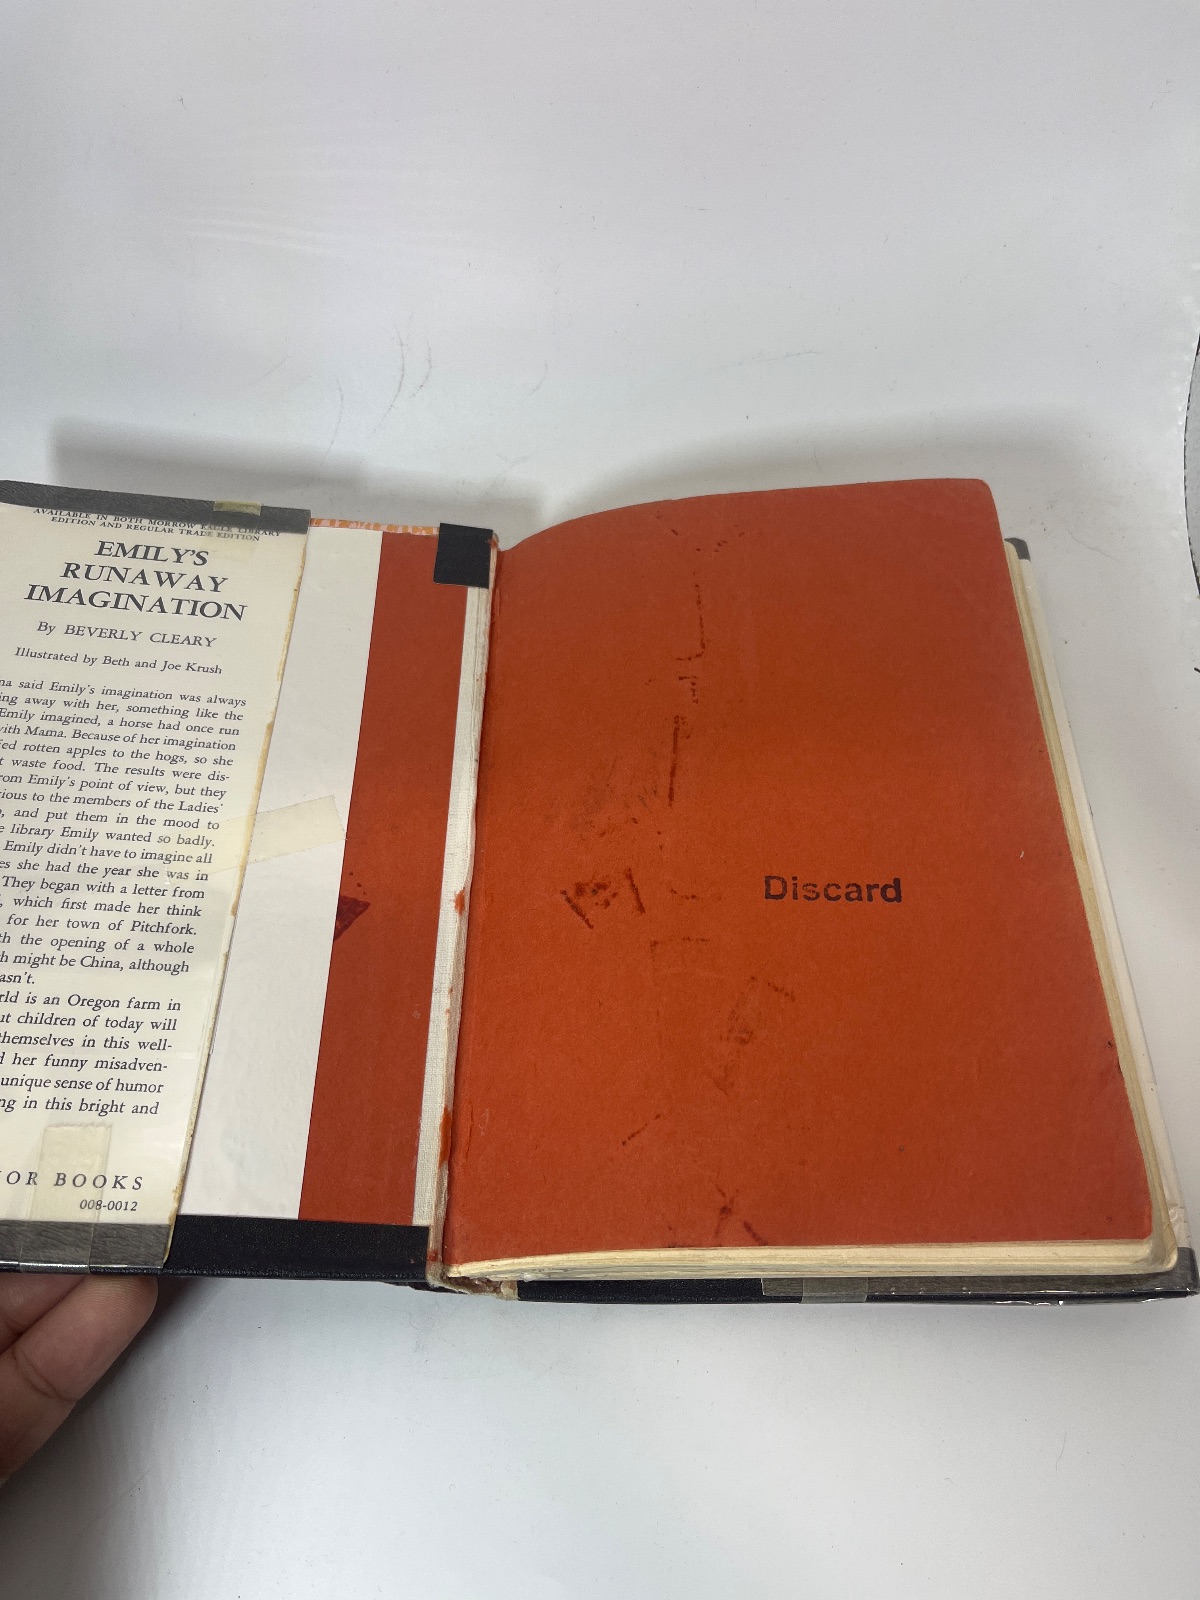 AVAILABLE IN BOTH MORROW EAGLE LIBRARY
EDITION AND REGULAR TRADE EDITION
EMILY'S
RUNAWAY
IMAGINATION
By BEVERLY CLEARY
Illustrated by Beth and Joe Krush
said Emily's imagination was always
away with her, something like the
Emily imagined, a horse had once run
with Mama. Because of her imagination
fed rotten apples to the hogs, so she
waste food. The results were dis-
from Emily's point of view, but they
to the members of the Ladies'
and put them in the mood to
library Emily wanted so badly.
Emily didn't have to imagine all
she had the year she was in
They began with a letter from
which first made her think
for her town of Pitchfork.
the opening of a whole
might be China, although
is an Oregon farm in
children of today will
themselves in this well-
her funny misadven-
unique sense of humor
in this bright and
BOOKS
008-0012
Discard